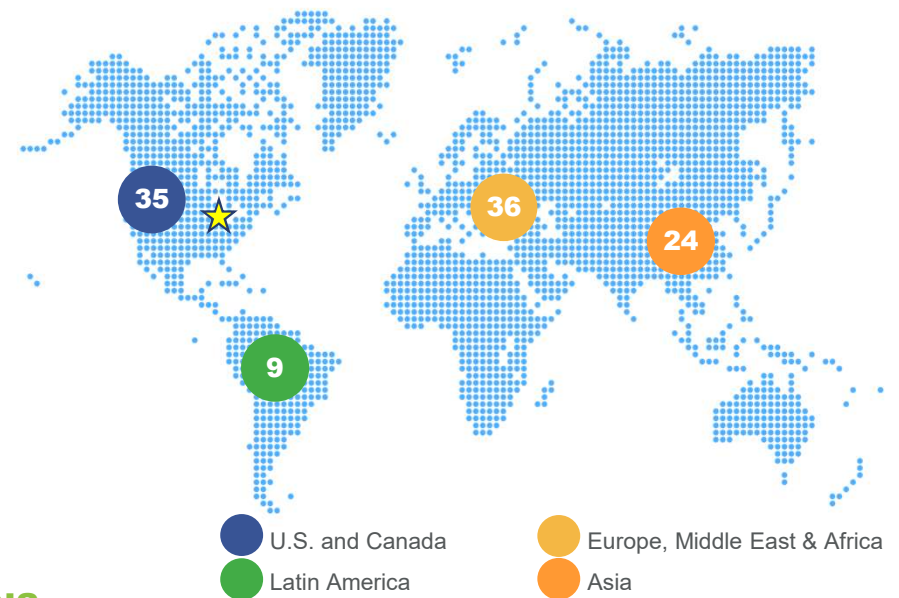 35
36
24
9
U.S. and Canada
Europe, Middle East & Africa
Latin America
Asia